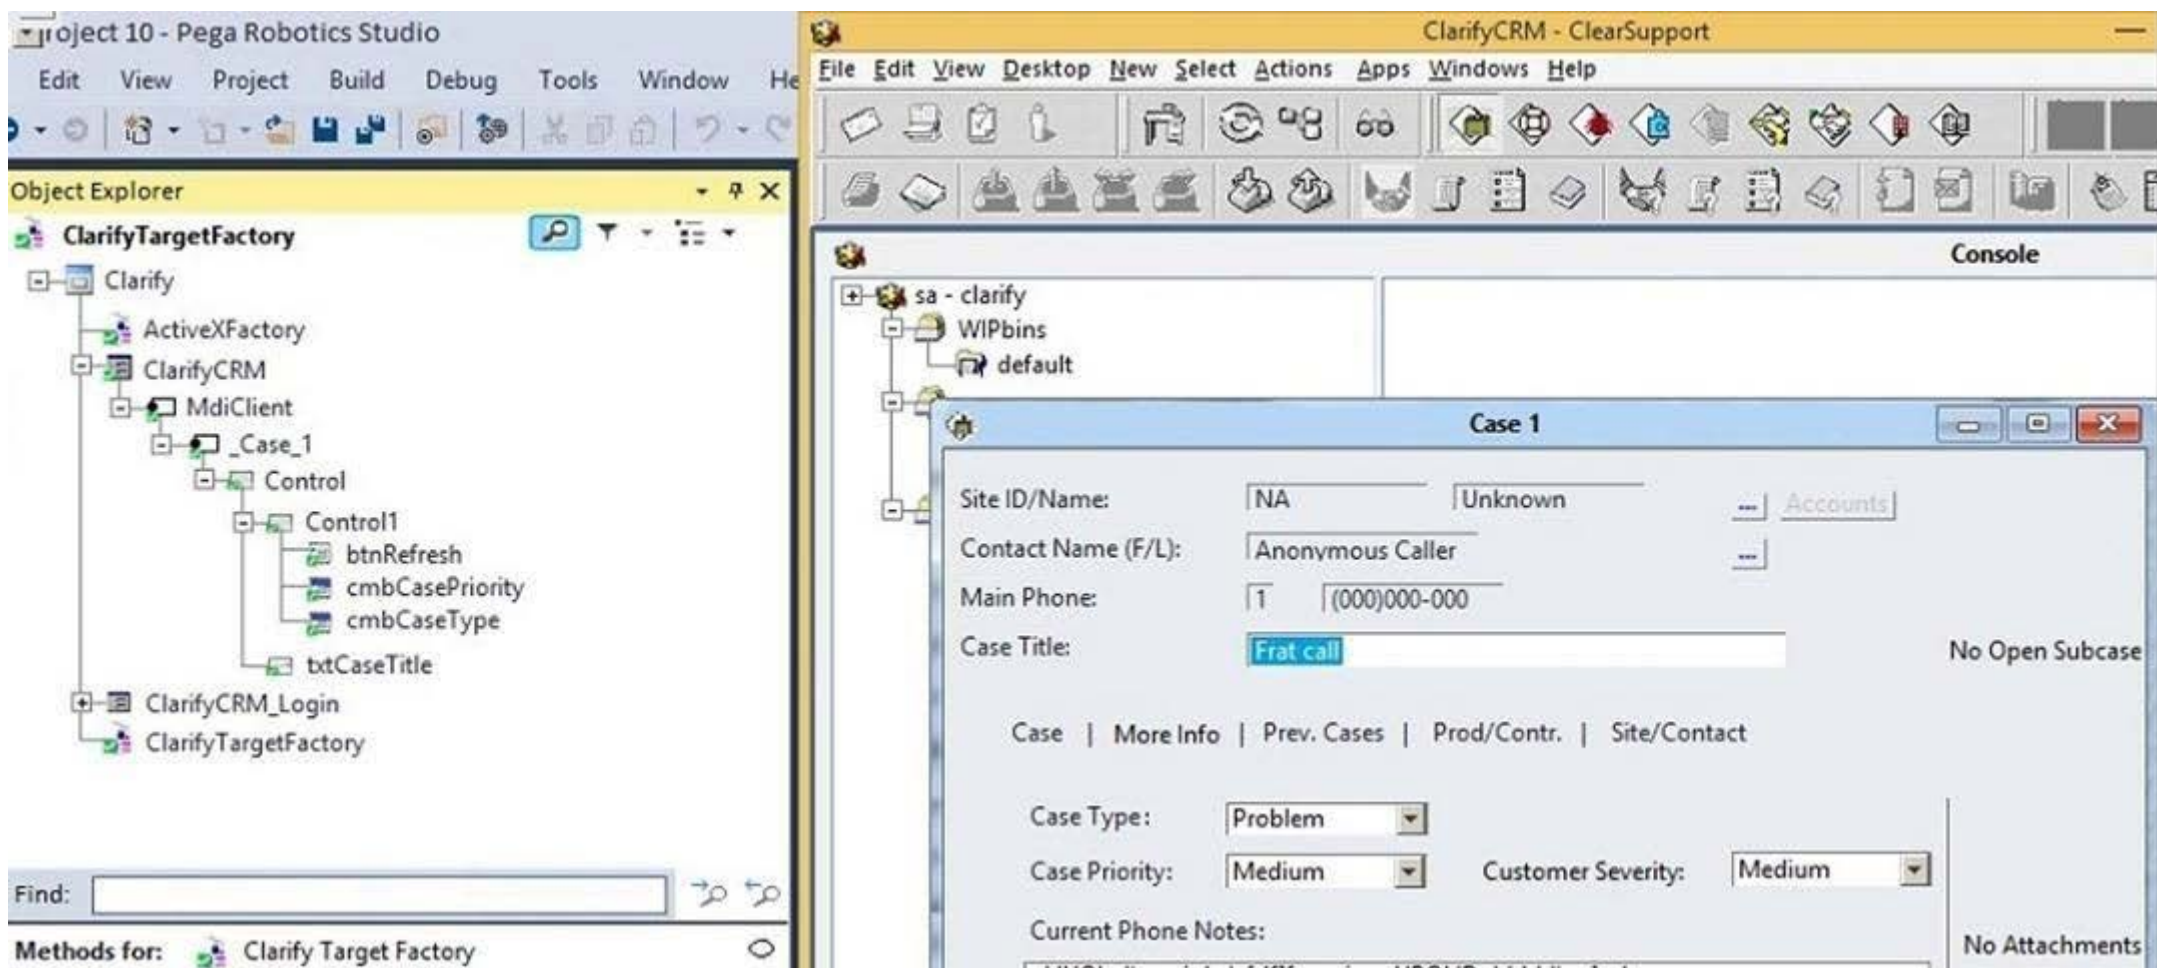 roject 10 - Pega Robotics Studio
Edit View Project Build Debug Tools Window He
Object Explorer
ClarifyTargetFactory
Clarify
ActiveXFactory
ClarifyCRM
MdiClient
_Case_1
Control
Control1
btnRefresh
cmbCasePriority
cmbCaseType
txtCaseTitle
ClarifyCRM_Login
ClarifyTargetFactory
Find:
Methods for: Clarify Target Factory
ClarifyCRM - ClearSupport
File Edit View Desktop New Select Actions Apps Windows Help
Console
sa - clarify
WIPbins
default
Case 1
Site ID/Name: NA Unknown ... Accounts
Contact Name (F/L): Anonymous Caller ...
Main Phone: 1 (000)000-000
Case Title: Frat call
No Open Subcase
Case | More Info | Prev. Cases | Prod/Contr. | Site/Contact
Case Type: Problem
Case Priority: Medium Customer Severity: Medium
Current Phone Notes:
No Attachments